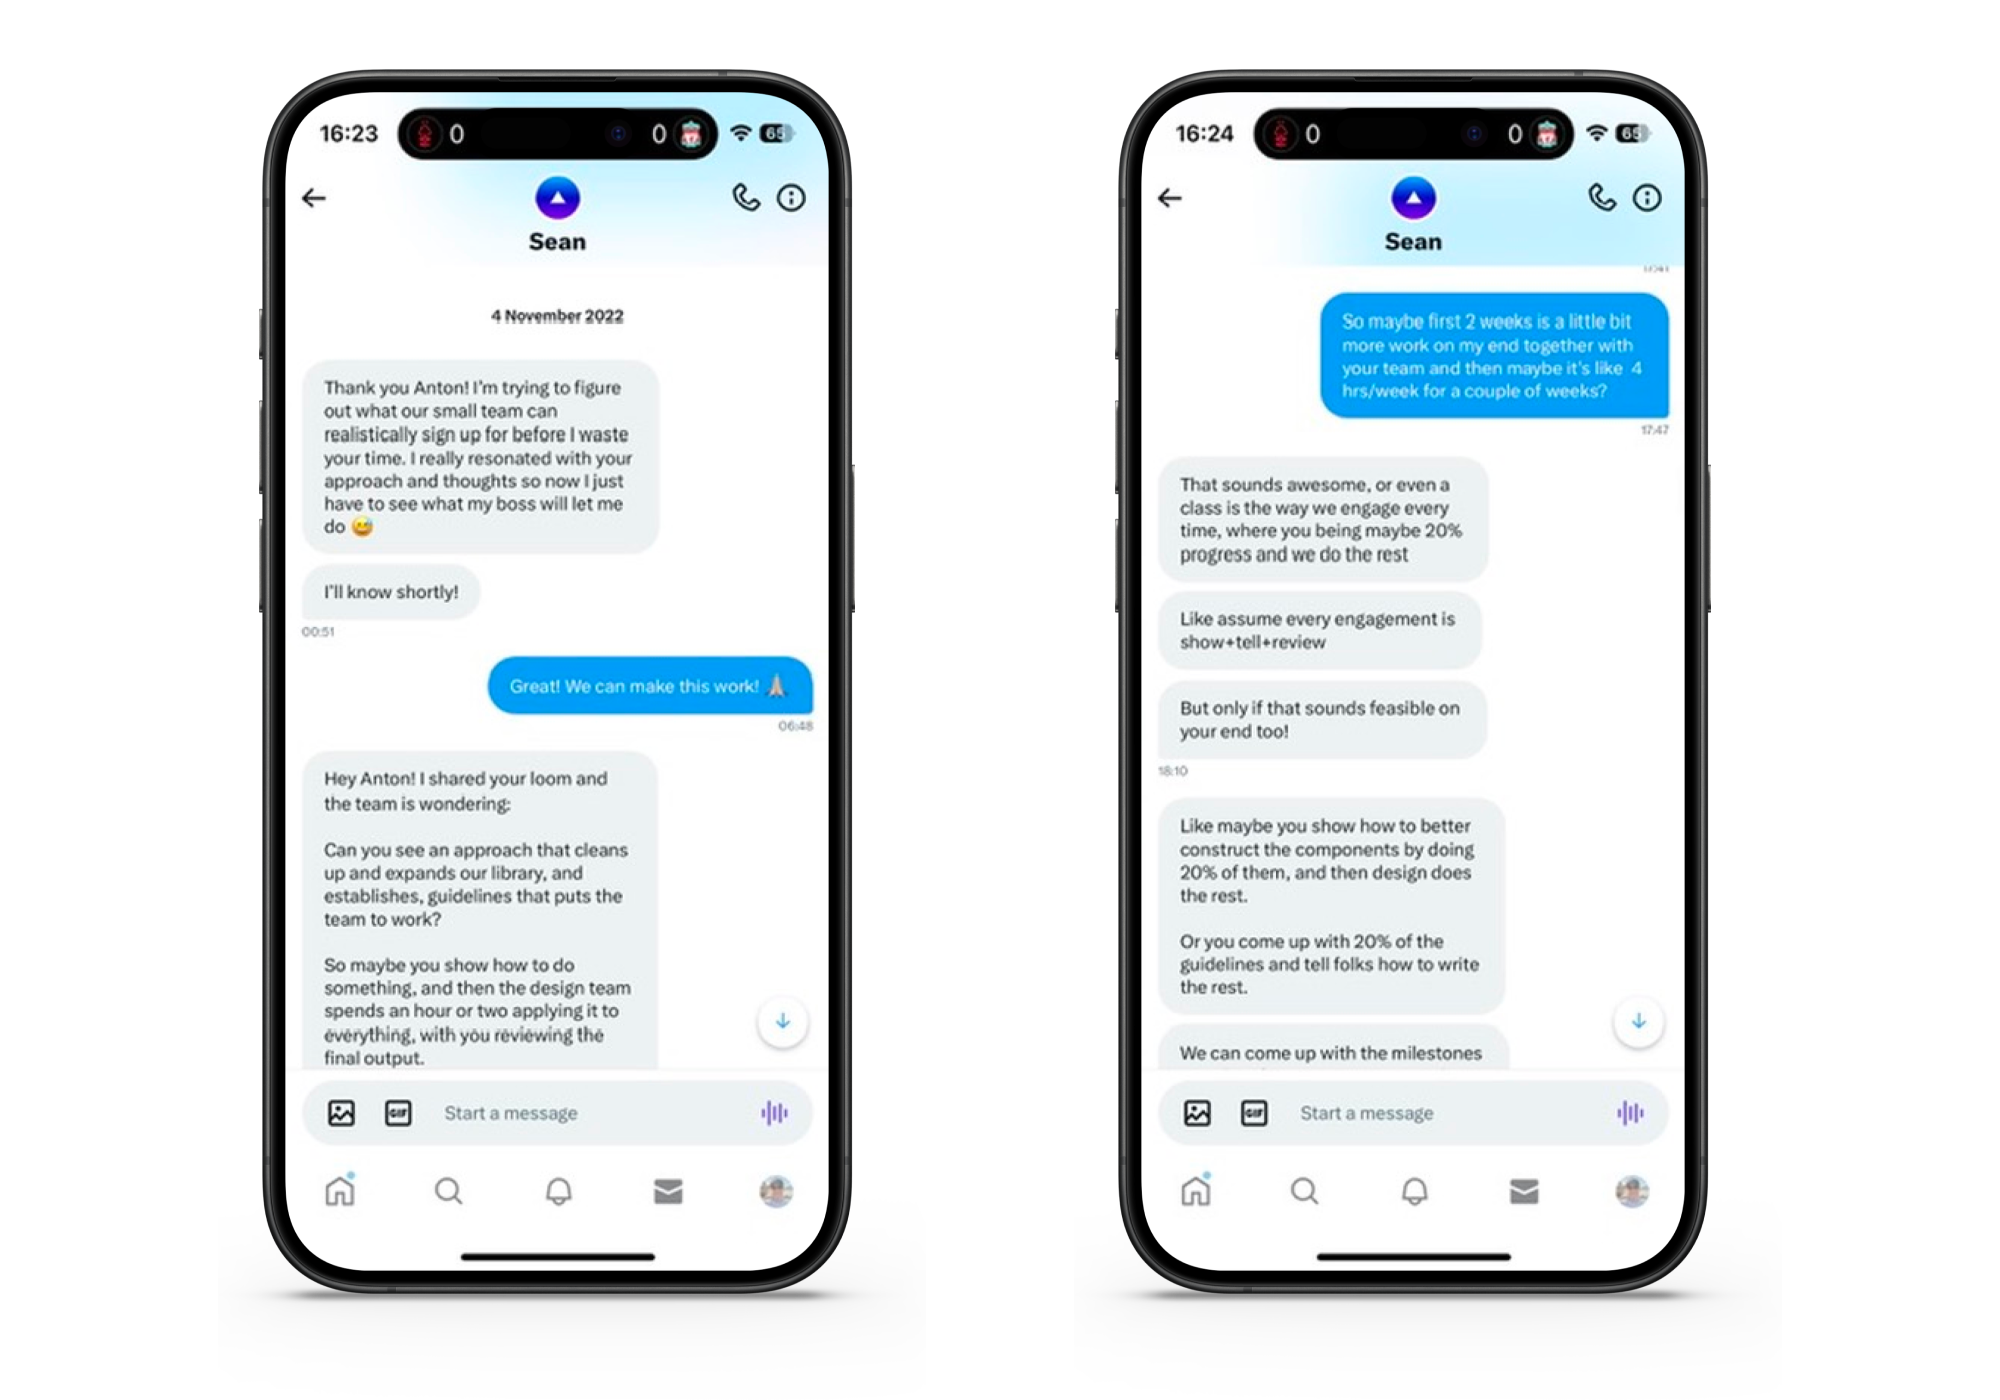 16:23
0
0
65
Sean
4 November 2022
Thank you Anton! I'm trying to figure
out what our small team can
realistically sign up for before I waste
your time. I really resonated with your
approach and thoughts so now I just
have to see what my boss will let me
do 😅
I'll know shortly!
00:51
Great! We can make this work! 🙏
06:48
Hey Anton! I shared your loom and
the team is wondering:
Can you see an approach that cleans
up and expands our library, and
establishes, guidelines that puts the
team to work?
So maybe you show how to do
something, and then the design team
spends an hour or two applying it to
everything, with you reviewing the
final output.
GIF
Start a message
16:24
0
0
65
Sean
17:41
So maybe first 2 weeks is a little bit
more work on my end together with
your team and then maybe it's like 4
hrs/week for a couple of weeks?
17:47
That sounds awesome, or even a
class is the way we engage every
time, where you being maybe 20%
progress and we do the rest
Like assume every engagement is
show+tell+review
But only if that sounds feasible on
your end too!
18:10
Like maybe you show how to better
construct the components by doing
20% of them, and then design does
the rest.
Or you come up with 20% of the
guidelines and tell folks how to write
the rest.
We can come up with the milestones
GIF
Start a message